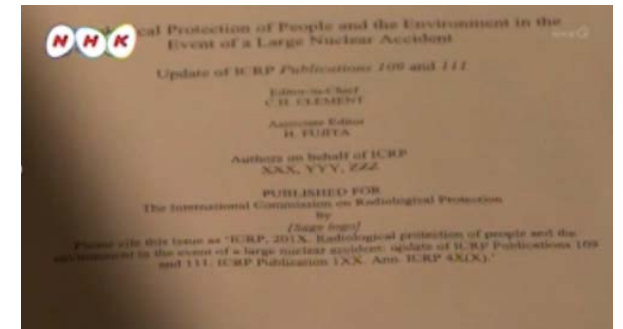 NHK
cal Protection of People and the Environment in the
Event of a Large Nuclear Accident
Update of ICRP Publications 109 and 111
Editor-in-Chief
C.H. CLEMENT
Associate Editor
H. FUJITA
Authors on behalf of ICRP
XXX, YYY, ZZZ
PUBLISHED FOR
The International Commission on Radiological Protection
by
[Sage logo]
Please cite this issue as 'ICRP, 201X. Radiological protection of people and the
environment in the event of a large nuclear accident: update of ICRP Publications 109
and 111. ICRP Publication 1XX. Ann. ICRP 4X(X).'